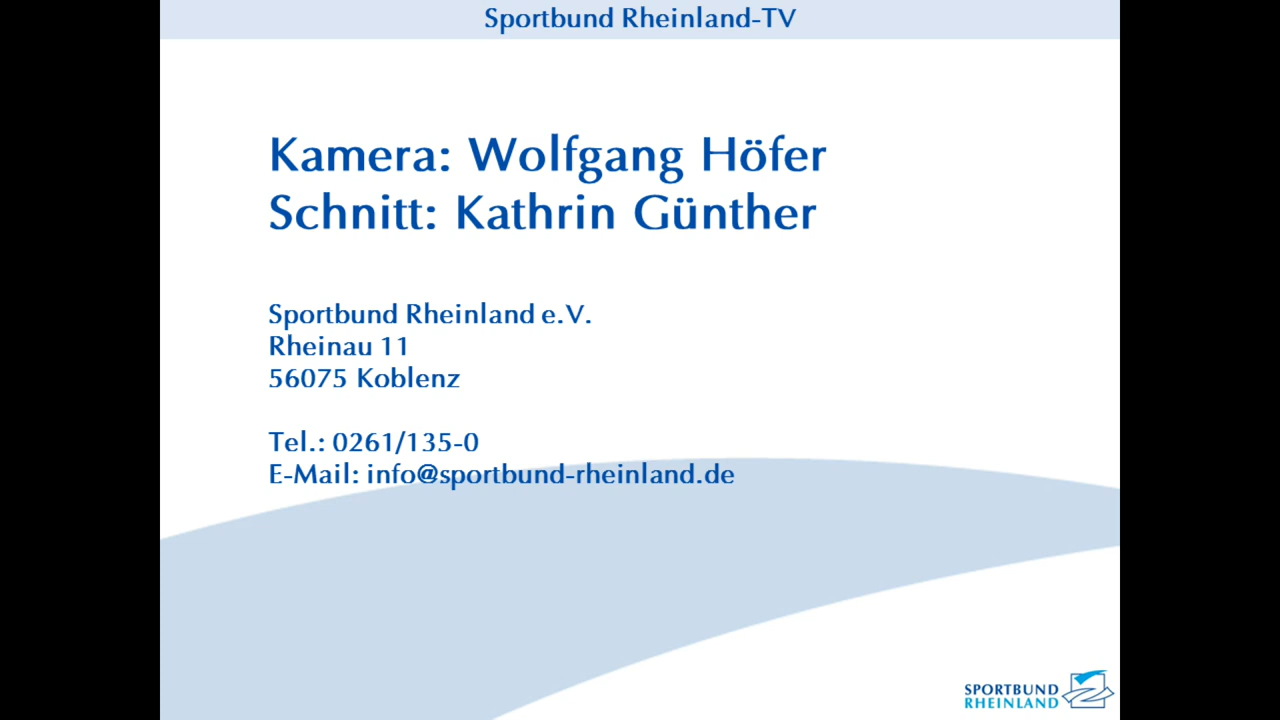 Sportbund Rheinland-TV
Kamera: Wolfgang Höfer
Schnitt: Kathrin Günther
Sportbund Rheinland e.V.
Rheinau 11
56075 Koblenz
Tel.: 0261/135-0
E-Mail: info@sportbund-rheinland.de
SPORTBUND
RHEINLAND